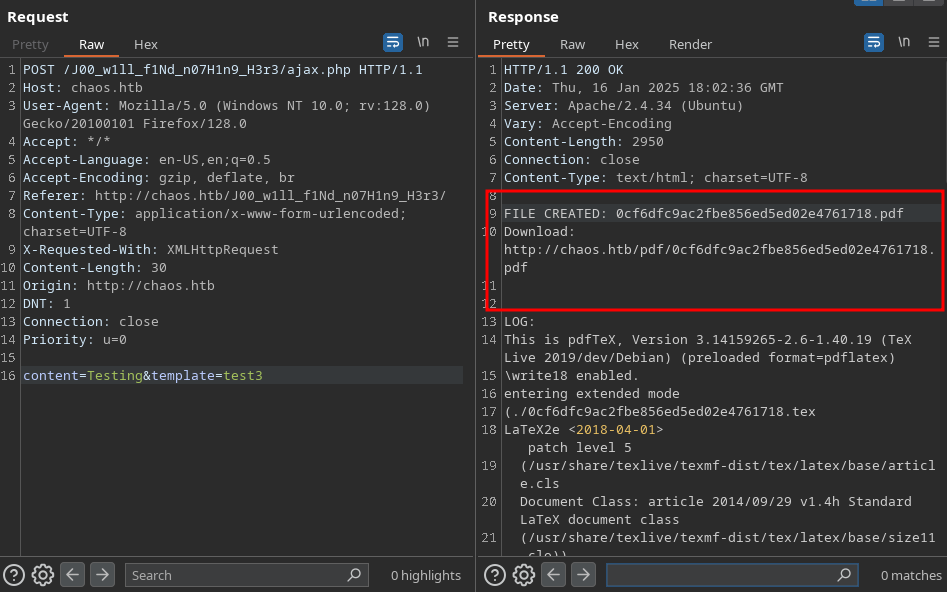 Request
Pretty Raw Hex
\n
1 POST /J00_w1ll_f1Nd_n07H1n9_H3r3/ajax.php HTTP/1.1
2 Host: chaos.htb
3 User-Agent: Mozilla/5.0 (Windows NT 10.0; rv:128.0)
Gecko/20100101 Firefox/128.0
4 Accept: */*
5 Accept-Language: en-US,en;q=0.5
6 Accept-Encoding: gzip, deflate, br
7 Referer: http://chaos.htb/J00_w1ll_f1Nd_n07H1n9_H3r3/
8 Content-Type: application/x-www-form-urlencoded;
charset=UTF-8
9 X-Requested-With: XMLHttpRequest
10 Content-Length: 30
11 Origin: http://chaos.htb
12 DNT: 1
13 Connection: close
14 Priority: u=0
15
16 content=Testing&template=test3
Search
0 highlights
Response
Pretty Raw Hex Render
\n
1 HTTP/1.1 200 OK
2 Date: Thu, 16 Jan 2025 18:02:36 GMT
3 Server: Apache/2.4.34 (Ubuntu)
4 Vary: Accept-Encoding
5 Content-Length: 2950
6 Connection: close
7 Content-Type: text/html; charset=UTF-8
8
9 FILE CREATED: 0cf6dfc9ac2fbe856ed5ed02e4761718.pdf
10 Download:
http://chaos.htb/pdf/0cf6dfc9ac2fbe856ed5ed02e4761718.
pdf
11
12
13 LOG:
14 This is pdfTeX, Version 3.14159265-2.6-1.40.19 (TeX
Live 2019/dev/Debian) (preloaded format=pdflatex)
15 \write18 enabled.
16 entering extended mode
17 (./0cf6dfc9ac2fbe856ed5ed02e4761718.tex
18 LaTeX2e <2018-04-01>
patch level 5
19 (/usr/share/texlive/texmf-dist/tex/latex/base/articl
e.cls
20 Document Class: article 2014/09/29 v1.4h Standard
LaTeX document class
21 (/usr/share/texlive/texmf-dist/tex/latex/base/size11
.clo))
0 matches